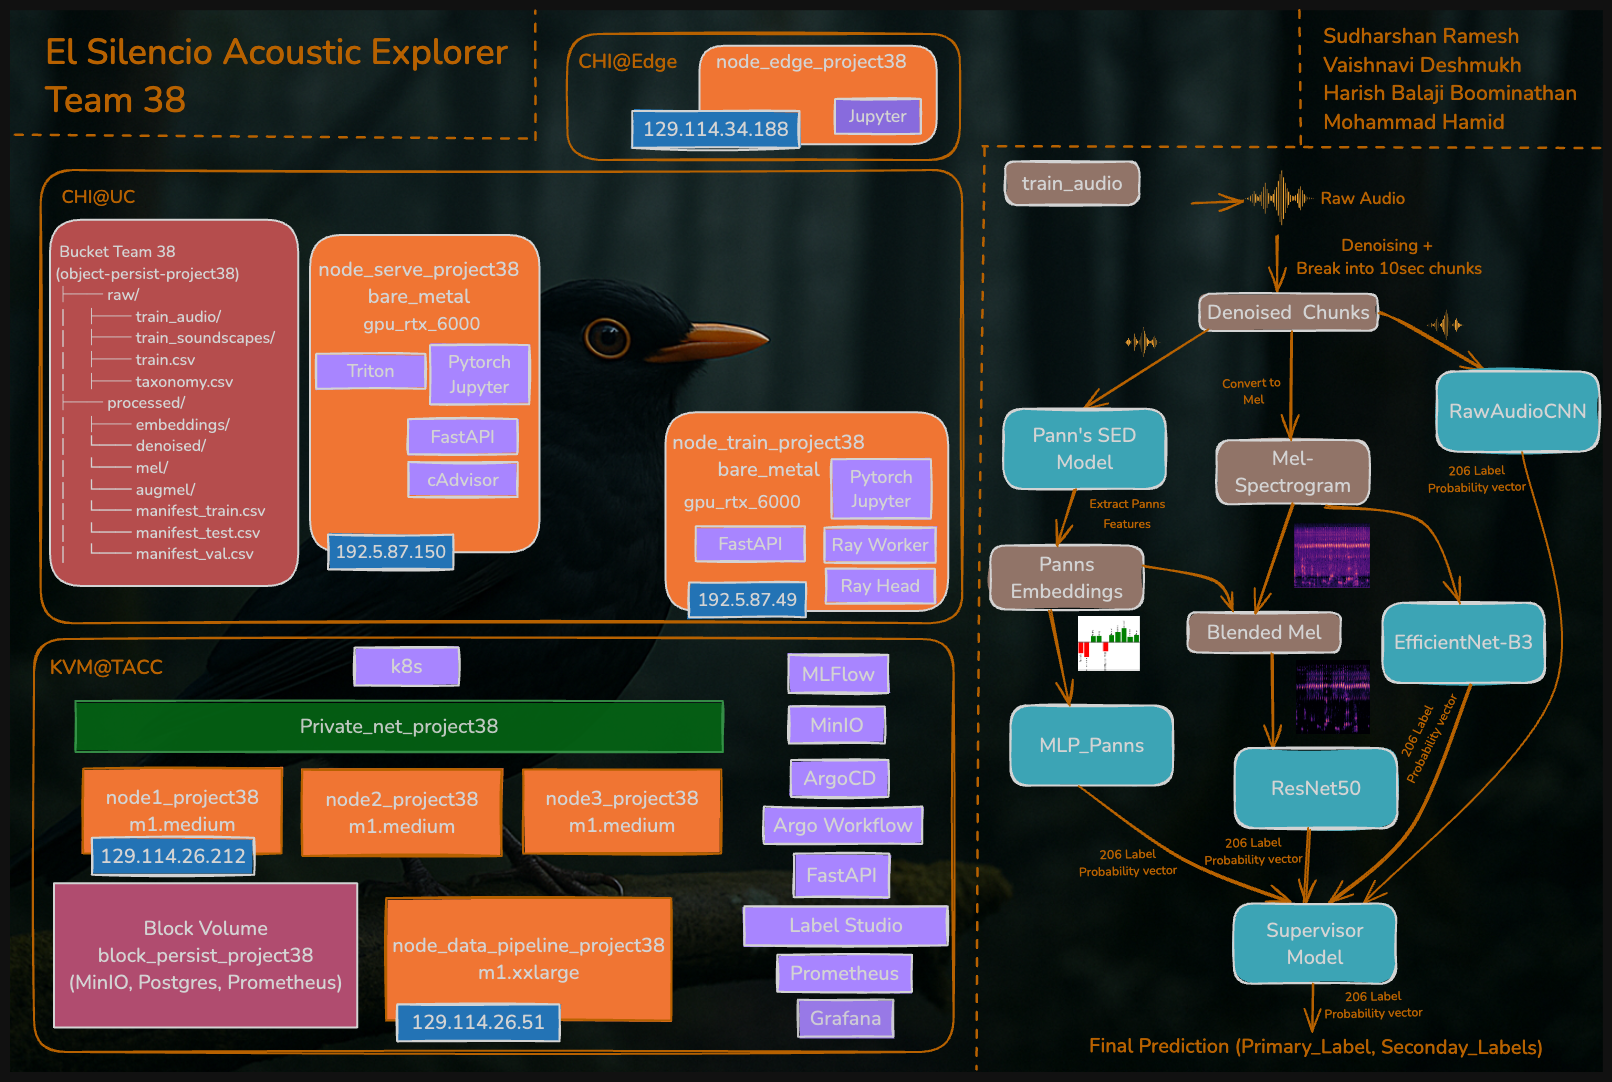 El Silencio Acoustic Explorer
Team 38
CHI@Edge
node_edge_project38
Jupyter
129.114.34.188
Sudharshan Ramesh
Vaishnavi Deshmukh
Harish Balaji Boominathan
Mohammad Hamid
CHI@UC
Bucket Team 38
(object-persist-project38)
raw/
train_audio/
train_soundscapes/
train.csv
taxonomy.csv
processed/
embeddings/
denoised/
mel/
augmel/
manifest_train.csv
manifest_test.csv
manifest_val.csv
node_serve_project38
bare_metal
gpu_rtx_6000
Triton
Pytorch
Jupyter
FastAPI
cAdvisor
192.5.87.150
node_train_project38
bare_metal
gpu_rtx_6000
Pytorch
Jupyter
FastAPI
Ray Worker
Ray Head
192.5.87.49
KVM@TACC
k8s
Private_net_project38
node1_project38
m1.medium
129.114.26.212
node2_project38
m1.medium
node3_project38
m1.medium
Block Volume
block_persist_project38
(MinIO, Postgres, Prometheus)
node_data_pipeline_project38
m1.xxlarge
129.114.26.51
MLFlow
MinIO
ArgoCD
Argo Workflow
FastAPI
Label Studio
Prometheus
Grafana
train_audio
Raw Audio
Denoising +
Break into 10sec chunks
Denoised Chunks
Convert to
Mel
RawAudioCNN
Pann's SED
Model
Mel-
Spectrogram
206 Label
Probability vector
Extract Panns
Features
Panns
Embeddings
Blended Mel
EfficientNet-B3
206 Label
Probability vector
MLP_Panns
ResNet50
206 Label
Probability vector
206 Label
Probability vector
Supervisor
Model
206 Label
Probability vector
Final Prediction (Primary_Label, Seconday_Labels)